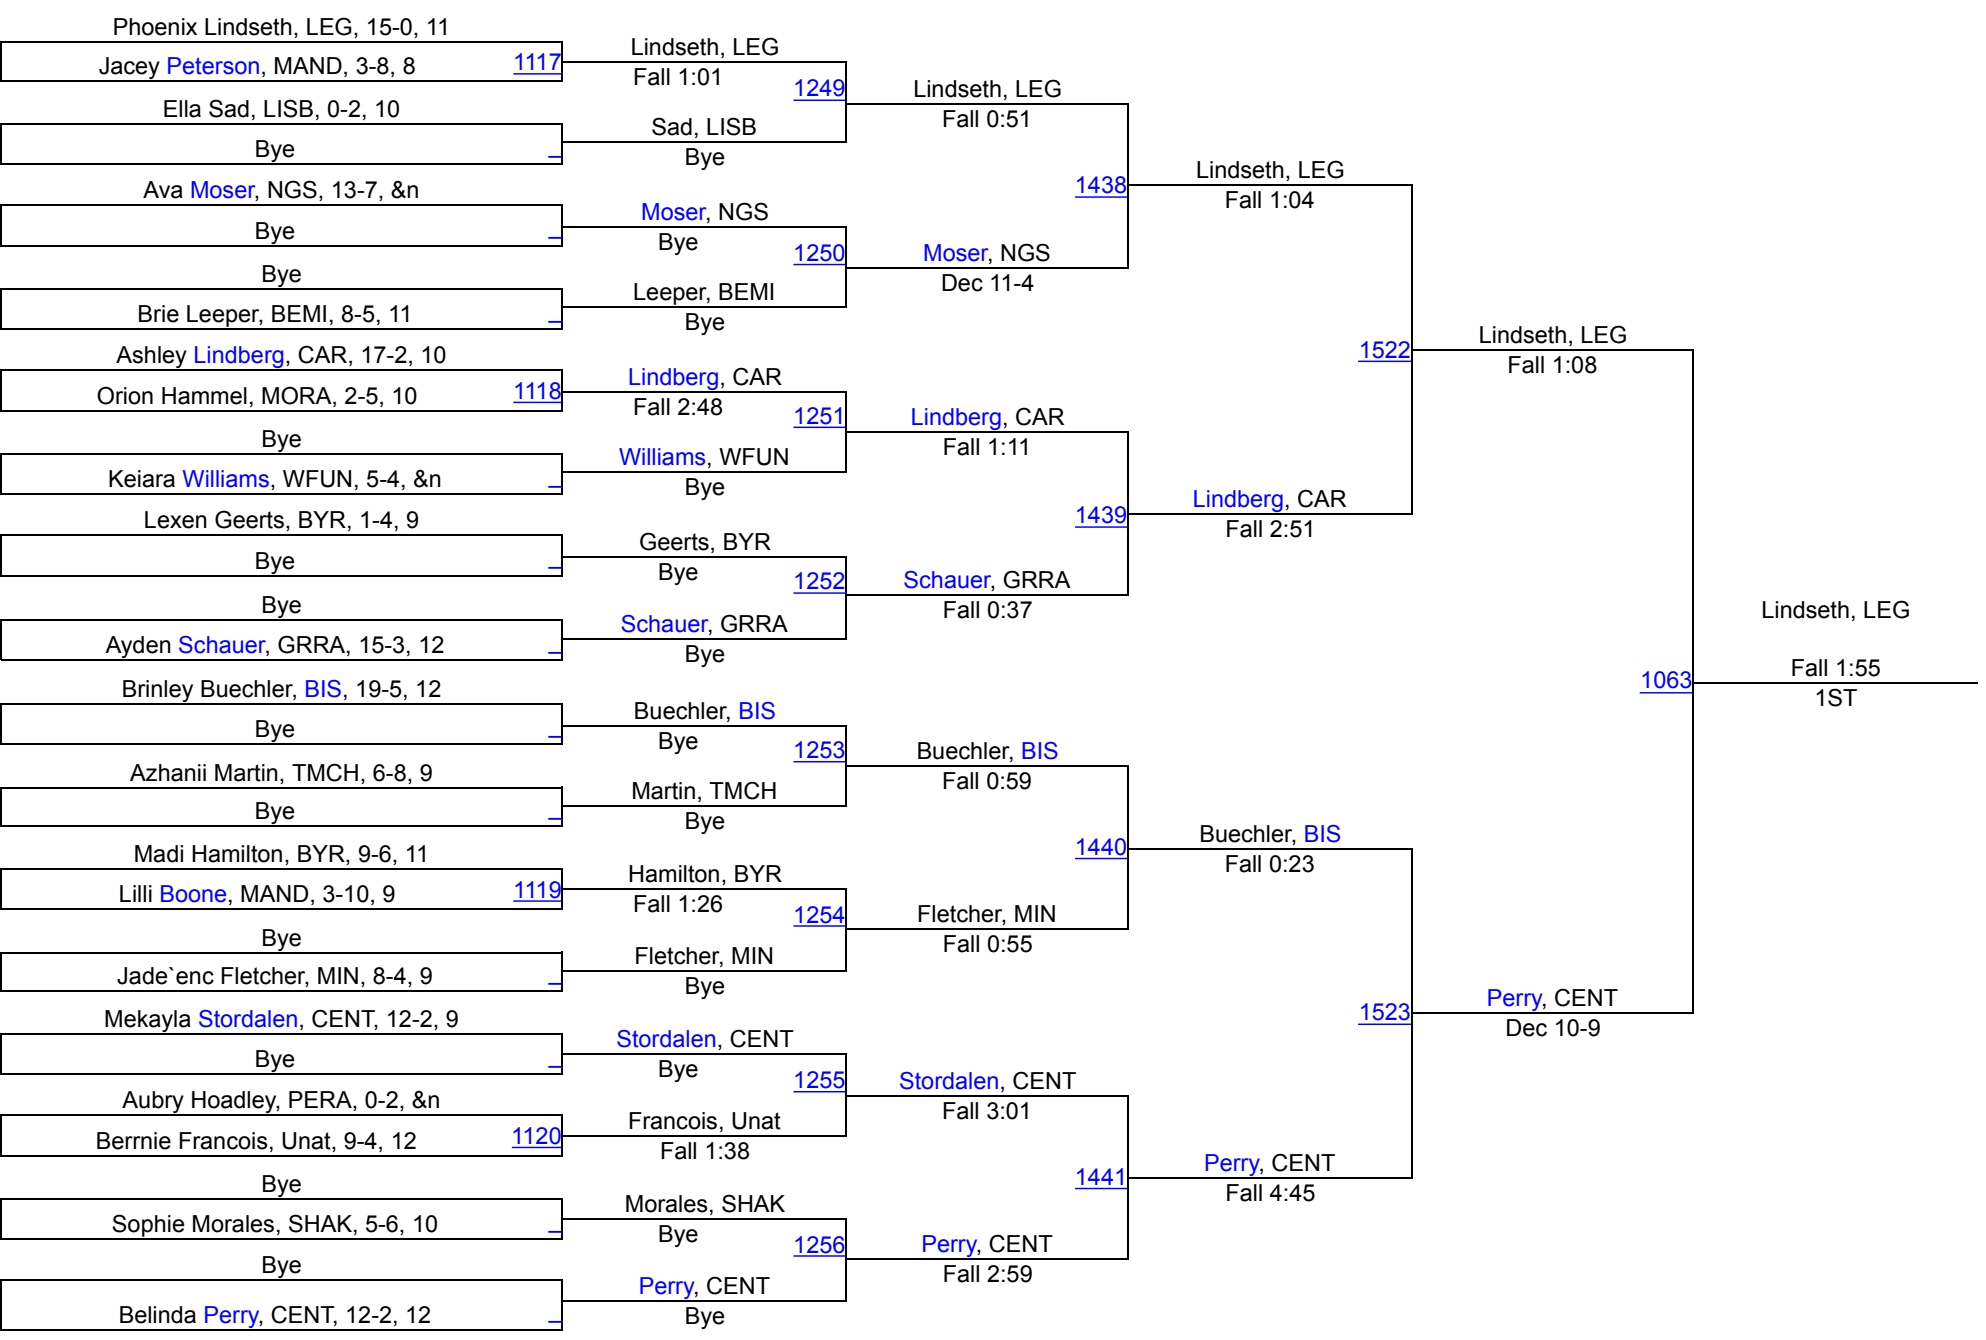 Phoenix Lindseth, LEG, 15-0, 11
Jacey Peterson, MAND, 3-8, 8
1117
Ella Sad, LISB, 0-2, 10
Bye
Ava Moser, NGS, 13-7, &n
Bye
Bye
Brie Leeper, BEMI, 8-5, 11
Ashley Lindberg, CAR, 17-2, 10
Orion Hammel, MORA, 2-5, 10
1118
Bye
Keiara Williams, WFUN, 5-4, &n
Lexen Geerts, BYR, 1-4, 9
Bye
Bye
Ayden Schauer, GRRA, 15-3, 12
Brinley Buechler, BIS, 19-5, 12
Bye
Azhanii Martin, TMCH, 6-8, 9
Bye
Madi Hamilton, BYR, 9-6, 11
Lilli Boone, MAND, 3-10, 9
1119
Bye
Jade`enc Fletcher, MIN, 8-4, 9
Mekayla Stordalen, CENT, 12-2, 9
Bye
Aubry Hoadley, PERA, 0-2, &n
Berrnie Francois, Unat, 9-4, 12
1120
Bye
Sophie Morales, SHAK, 5-6, 10
Bye
Belinda Perry, CENT, 12-2, 12
Lindseth, LEG
Fall 1:01
1249
Sad, LISB
Bye
Moser, NGS
Bye
1250
Leeper, BEMI
Bye
Lindberg, CAR
Fall 2:48
1251
Williams, WFUN
Bye
Geerts, BYR
Bye
1252
Schauer, GRRA
Bye
Buechler, BIS
Bye
1253
Martin, TMCH
Bye
Hamilton, BYR
Fall 1:26
1254
Fletcher, MIN
Bye
Stordalen, CENT
Bye
1255
Francois, Unat
Fall 1:38
Morales, SHAK
Bye
1256
Perry, CENT
Bye
Lindseth, LEG
Fall 0:51
1438
Moser, NGS
Dec 11-4
Lindberg, CAR
Fall 1:11
1439
Schauer, GRRA
Fall 0:37
Buechler, BIS
Fall 0:59
1440
Fletcher, MIN
Fall 0:55
Stordalen, CENT
Fall 3:01
1441
Perry, CENT
Fall 2:59
Lindseth, LEG
Fall 1:04
1522
Lindberg, CAR
Fall 2:51
Buechler, BIS
Fall 0:23
1523
Perry, CENT
Fall 4:45
Lindseth, LEG
Fall 1:08
1063
Perry, CENT
Dec 10-9
Lindseth, LEG
Fall 1:55
1ST